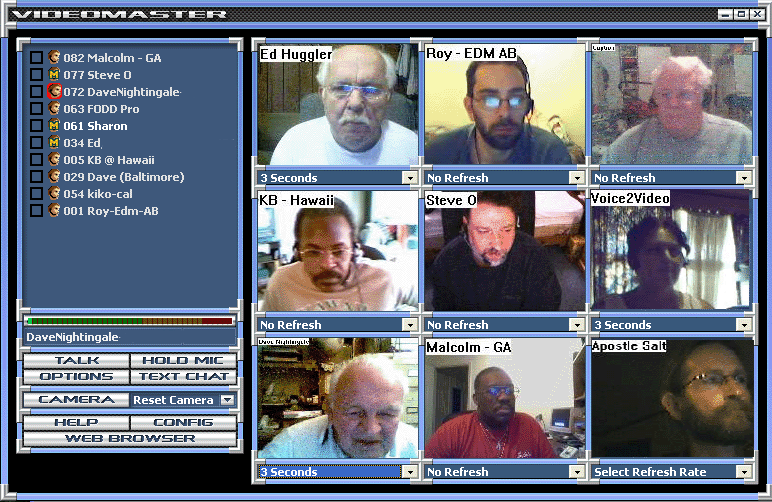 VIDEOMASTER
082 Malcolm - GA
077 Steve O
072 DaveNightingale
063 FODD Pro
061 Sharon
034 Ed
005 KB @ Hawaii
029 Dave (Baltimore)
054 kiko-cal
001 Roy-Edm-AB
DaveNightingale
TALK HOLD MIC
OPTIONS TEXT CHAT
CAMERA Reset Camera
HELP CONFIG
WEB BROWSER
Ed Huggler
Roy - EDM AB
Caption
3 Seconds
No Refresh
No Refresh
KB - Hawaii
Steve O
Voice2Video
No Refresh
No Refresh
3 Seconds
Dave Nightingale
Malcolm - GA
Apostic Salt
3 Seconds
No Refresh
Select Refresh Rate